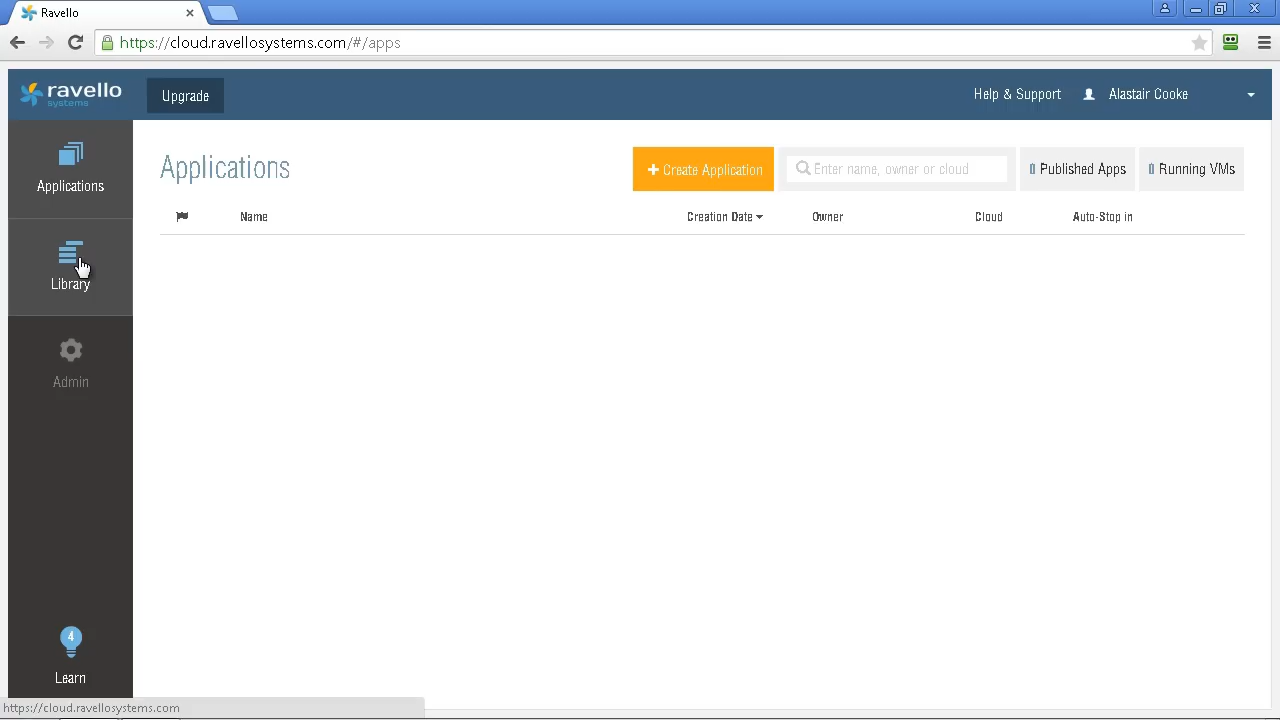 Ravello
https://cloud.ravellosystems.com/#/apps
ravello
systems
Upgrade
Help & Support
Alastair Cooke
Applications
Library
Admin
4
Learn
Applications
Create Application
Enter name, owner or cloud
0 Published Apps
0 Running VMs
Name
Creation Date
Owner
Cloud
Auto-Stop in
https://cloud.ravellosystems.com